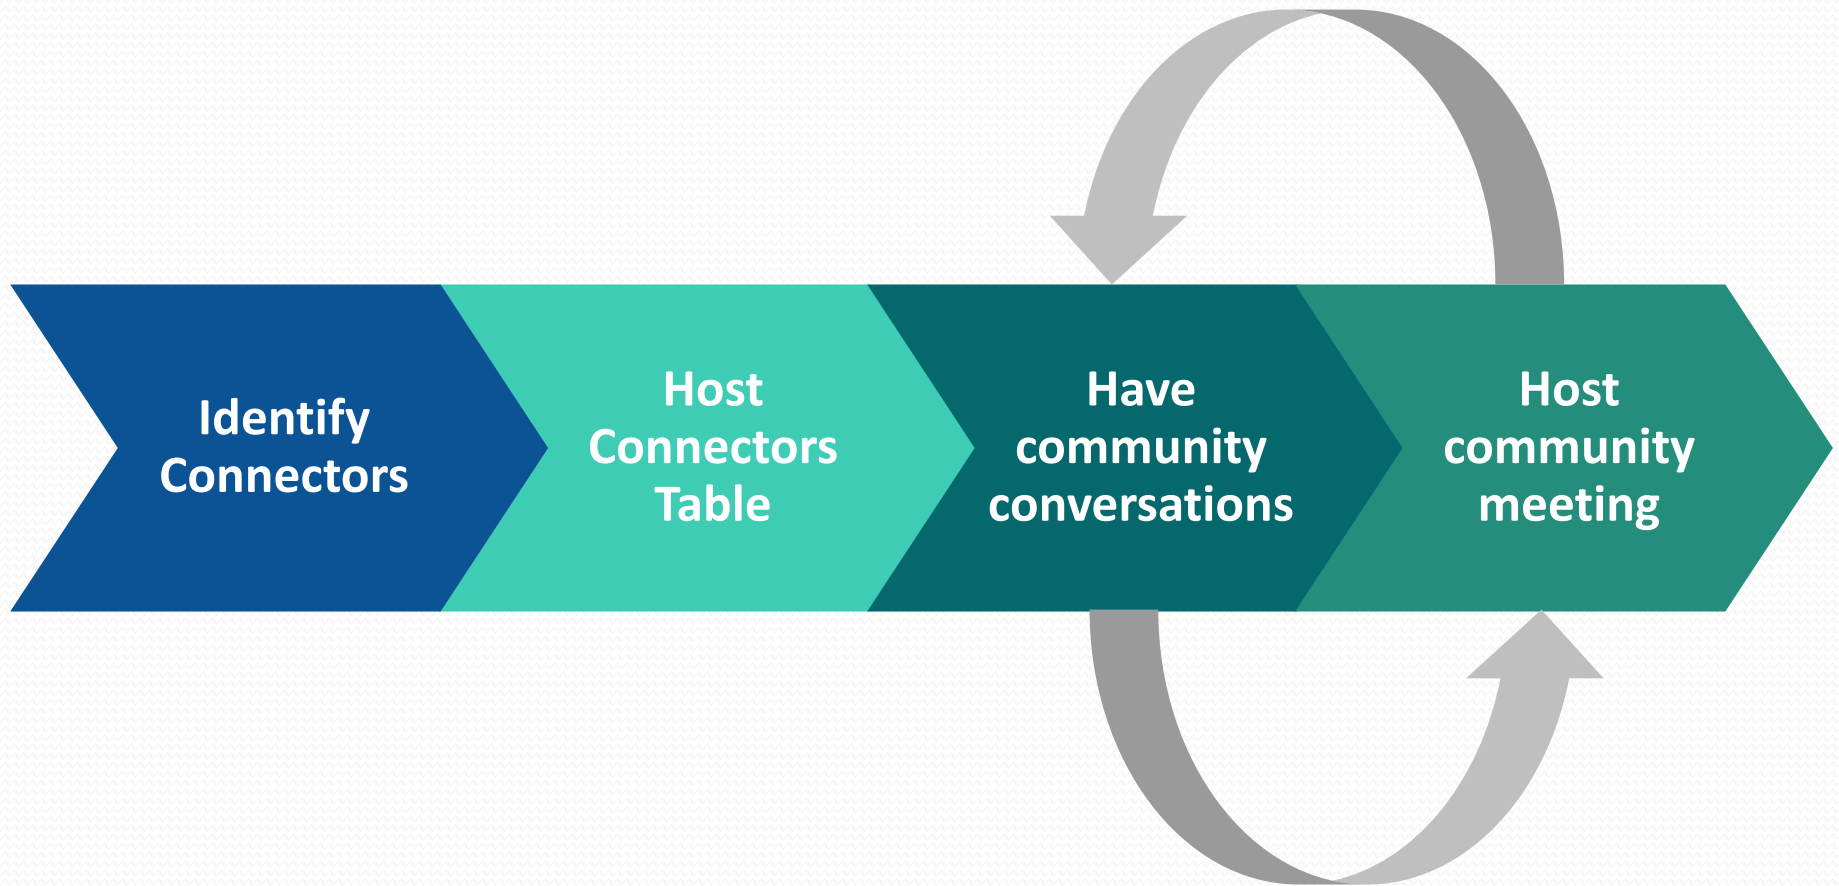 Identify
Connectors
Host
Connectors
Table
Have
community
conversations
Host
community
meeting